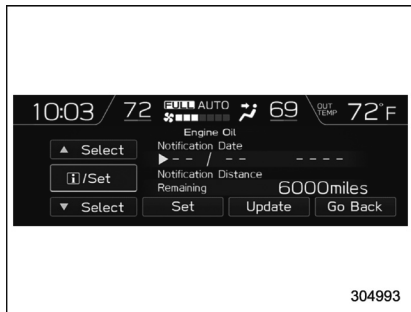 10:03 72 FULL AUTO 69 OUT TEMP 72°F
Engine Oil
▲ Select
Notification Date
▶-- / -- ----
i/Set
Notification Distance
Remaining 6000miles
▼ Select Set Update Go Back
304993